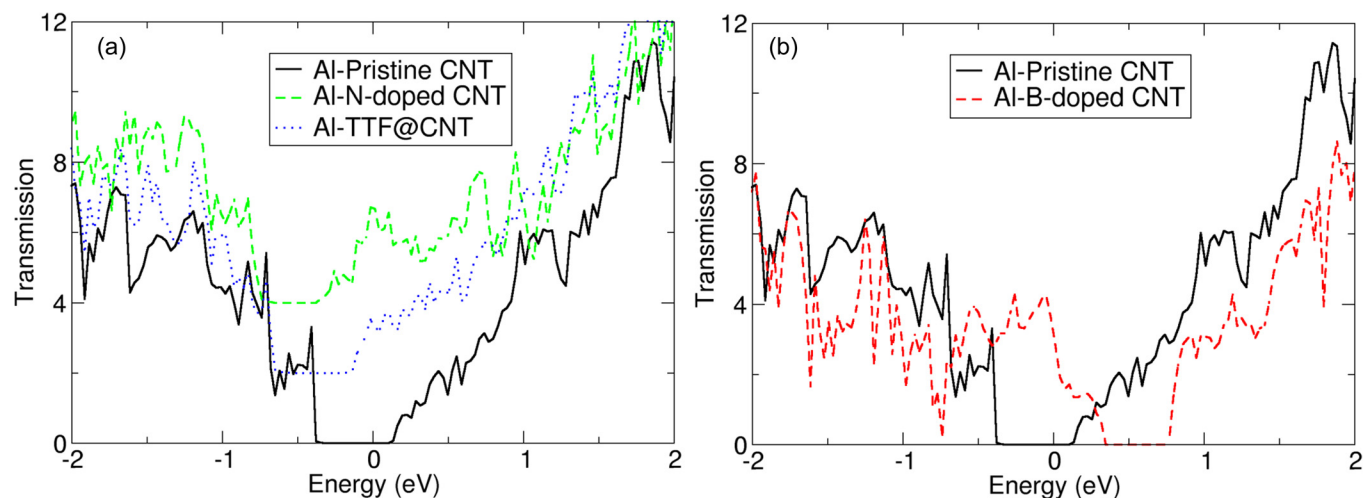 (a)
Al-Pristine CNT
Al-N-doped CNT
Al-TTF@CNT
Transmission
12
8
4
0
-2
-1
0
1
2
Energy (eV)
(b)
Al-Pristine CNT
Al-B-doped CNT
Transmission
12
8
4
0
-2
-1
0
1
2
Energy (eV)